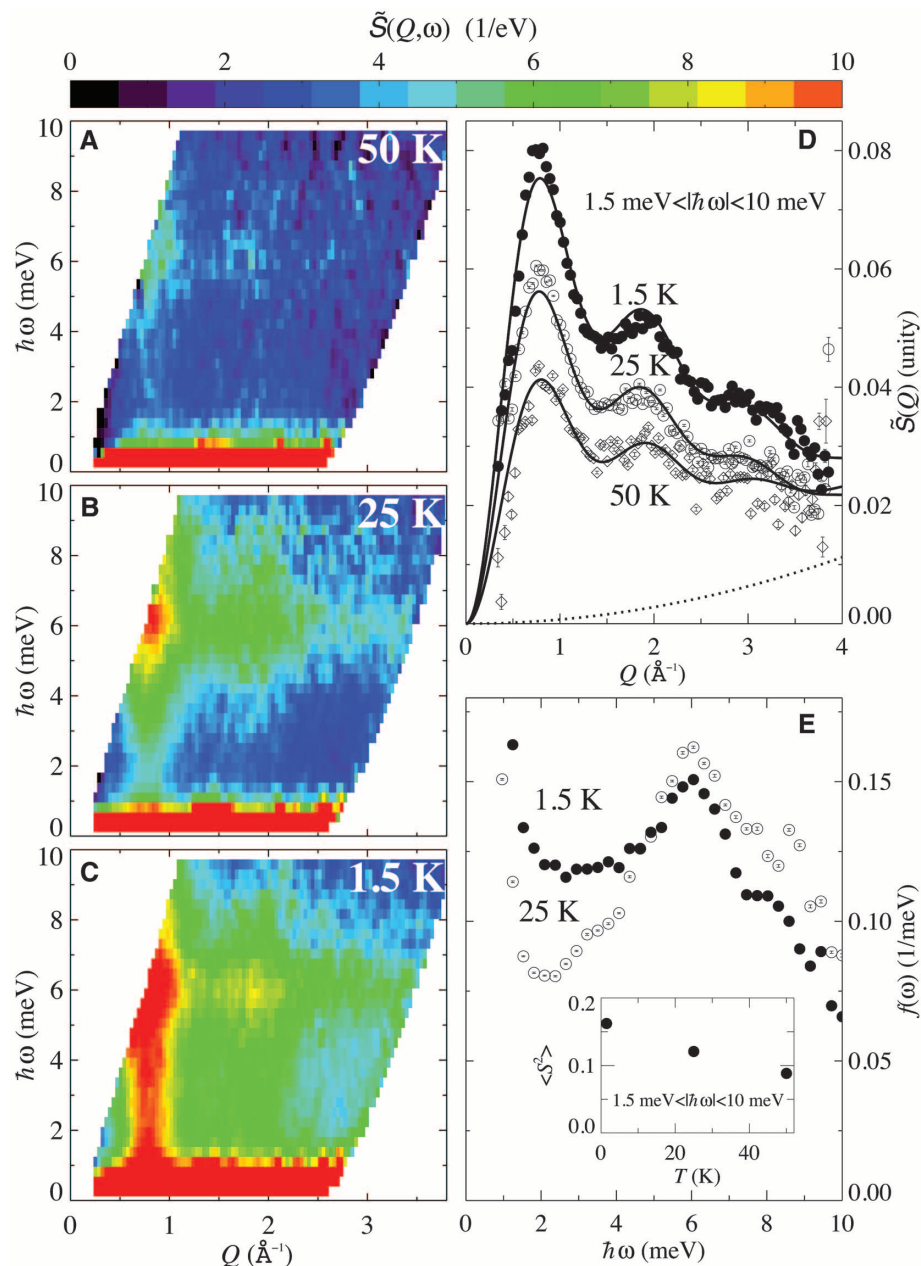 S̃(Q,ω) (1/eV)
0 2 4 6 8 10
A
50 K
10
8
6
4
2
0
ħω (meV)
B
25 K
10
8
6
4
2
0
ħω (meV)
C
1.5 K
10
8
6
4
2
0
ħω (meV)
0 1 2 3
Q (Å⁻¹)
D
1.5 meV<|ħω|<10 meV
1.5 K
25 K
50 K
0.08
0.06
0.04
0.02
0.00
S̃(Q) (unity)
0 1 2 3 4
Q (Å⁻¹)
E
1.5 K
25 K
0.15
0.10
0.05
0.00
f(ω) (1/meV)
0.2
0.1
0.0
<S²>
1.5 meV<|ħω|<10 meV
0 20 40
T (K)
2 4 6 8 10
ħω (meV)